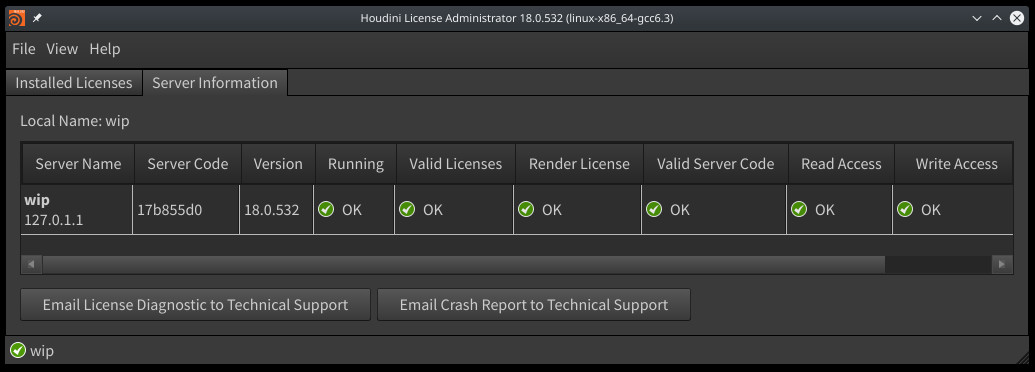 Houdini License Administrator 18.0.532 (linux-x86_64-gcc6.3)
File View Help
Installed Licenses Server Information
Local Name: wip
Server Name Server Code Version Running Valid Licenses Render License Valid Server Code Read Access Write Access
wip
127.0.1.1 17b855d0 18.0.532 OK OK OK OK OK OK
Email License Diagnostic to Technical Support Email Crash Report to Technical Support
wip